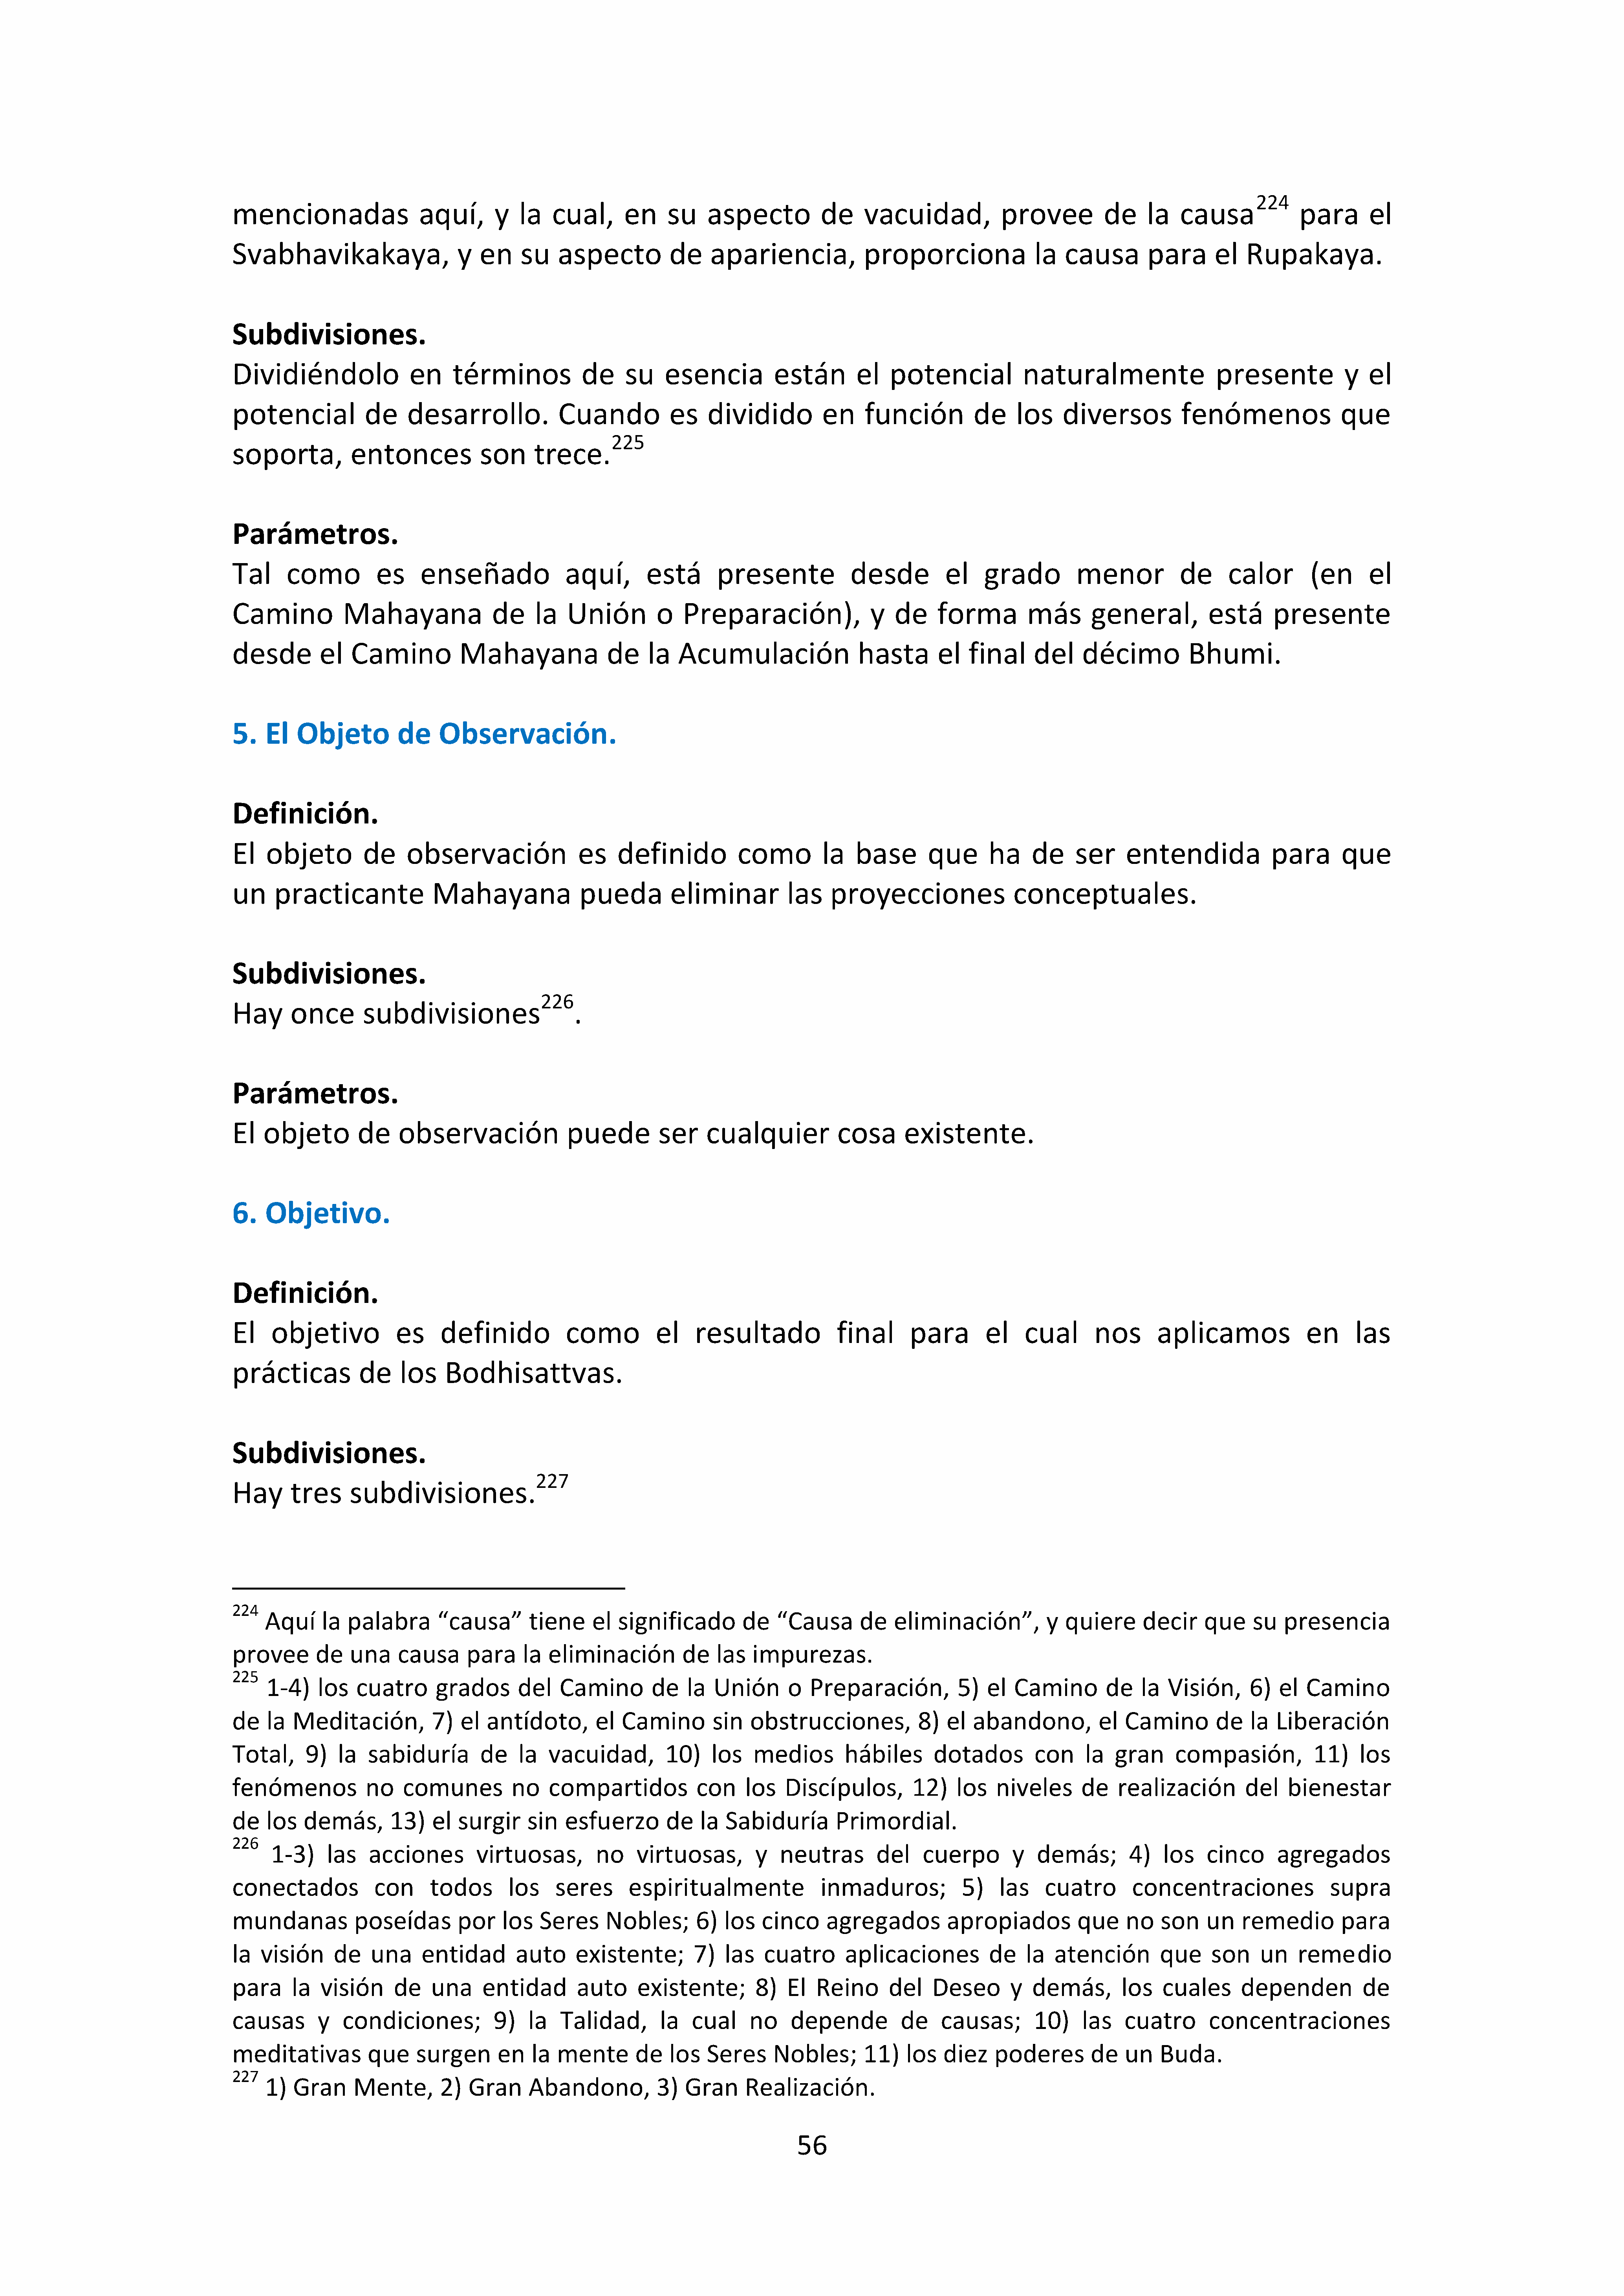 mencionadas aquí, y la cual, en su aspecto de vacuidad, provee de la causa224 para el
Svabhavikakaya, y en su aspecto de apariencia, proporciona la causa para el Rupakaya.
Subdivisiones.
Dividiéndolo en términos de su esencia están el potencial naturalmente presente y el
potencial de desarrollo. Cuando es dividido en función de los diversos fenómenos que
soporta, entonces son trece.225
Parámetros.
Tal como es enseñado aquí, está presente desde el grado menor de calor (en el
Camino Mahayana de la Unión o Preparación), y de forma más general, está presente
desde el Camino Mahayana de la Acumulación hasta el final del décimo Bhumi.
5. El Objeto de Observación.
Definición.
El objeto de observación es definido como la base que ha de ser entendida para que
un practicante Mahayana pueda eliminar las proyecciones conceptuales.
Subdivisiones.
Hay once subdivisiones226.
Parámetros.
El objeto de observación puede ser cualquier cosa existente.
6. Objetivo.
Definición.
El objetivo es definido como el resultado final para el cual nos aplicamos en las
prácticas de los Bodhisattvas.
Subdivisiones.
Hay tres subdivisiones.227
224 Aquí la palabra “causa” tiene el significado de “Causa de eliminación”, y quiere decir que su presencia
provee de una causa para la eliminación de las impurezas.
225 1-4) los cuatro grados del Camino de la Unión o Preparación, 5) el Camino de la Visión, 6) el Camino
de la Meditación, 7) el antídoto, el Camino sin obstrucciones, 8) el abandono, el Camino de la Liberación
Total, 9) la sabiduría de la vacuidad, 10) los medios hábiles dotados con la gran compasión, 11) los
fenómenos no comunes no compartidos con los Discípulos, 12) los niveles de realización del bienestar
de los demás, 13) el surgir sin esfuerzo de la Sabiduría Primordial.
226 1-3) las acciones virtuosas, no virtuosas, y neutras del cuerpo y demás; 4) los cinco agregados
conectados con todos los seres espiritualmente inmaduros; 5) las cuatro concentraciones supra
mundanas poseídas por los Seres Nobles; 6) los cinco agregados apropiados que no son un remedio para
la visión de una entidad auto existente; 7) las cuatro aplicaciones de la atención que son un remedio
para la visión de una entidad auto existente; 8) El Reino del Deseo y demás, los cuales dependen de
causas y condiciones; 9) la Talidad, la cual no depende de causas; 10) las cuatro concentraciones
meditativas que surgen en la mente de los Seres Nobles; 11) los diez poderes de un Buda.
227 1) Gran Mente, 2) Gran Abandono, 3) Gran Realización.
56